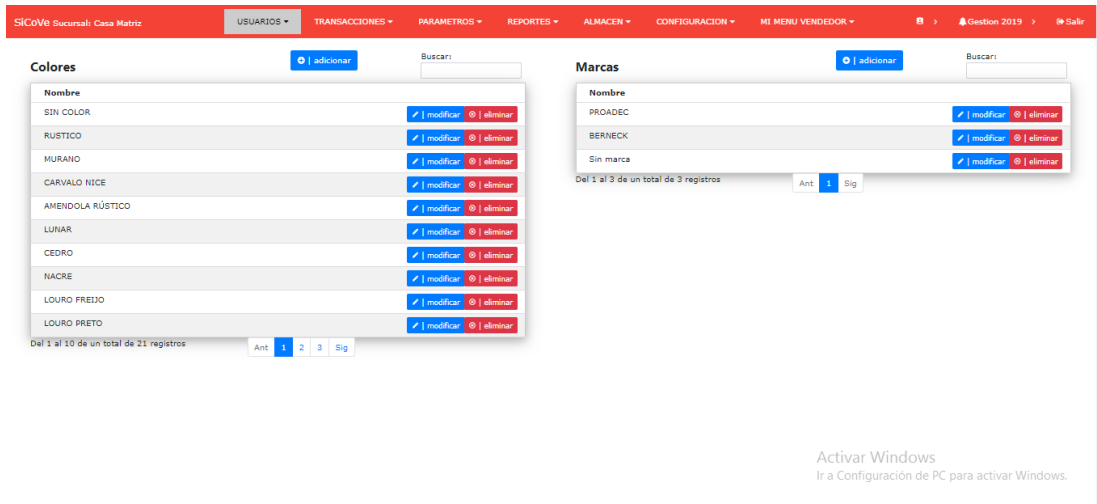 SiCoVe Sucursal: Casa Matriz USUARIOS TRANSACCIONES PARAMETROS REPORTES ALMACEN CONFIGURACION MI MENU VENDEDOR Gestion 2019 Salir
Colores | adicionar Buscar:
Nombre
SIN COLOR | modificar | eliminar
RUSTICO | modificar | eliminar
MURANO | modificar | eliminar
CARVALO NICE | modificar | eliminar
AMENDOLA RÚSTICO | modificar | eliminar
LUNAR | modificar | eliminar
CEDRO | modificar | eliminar
NACRE | modificar | eliminar
LOURO FREIJO | modificar | eliminar
LOURO PRETO | modificar | eliminar
Del 1 al 10 de un total de 21 registros Ant 1 2 3 Sig
Marcas | adicionar Buscar:
Nombre
PROADEC | modificar | eliminar
BERNECK | modificar | eliminar
Sin marca | modificar | eliminar
Del 1 al 3 de un total de 3 registros Ant 1 Sig
Activar Windows
Ir a Configuración de PC para activar Windows.